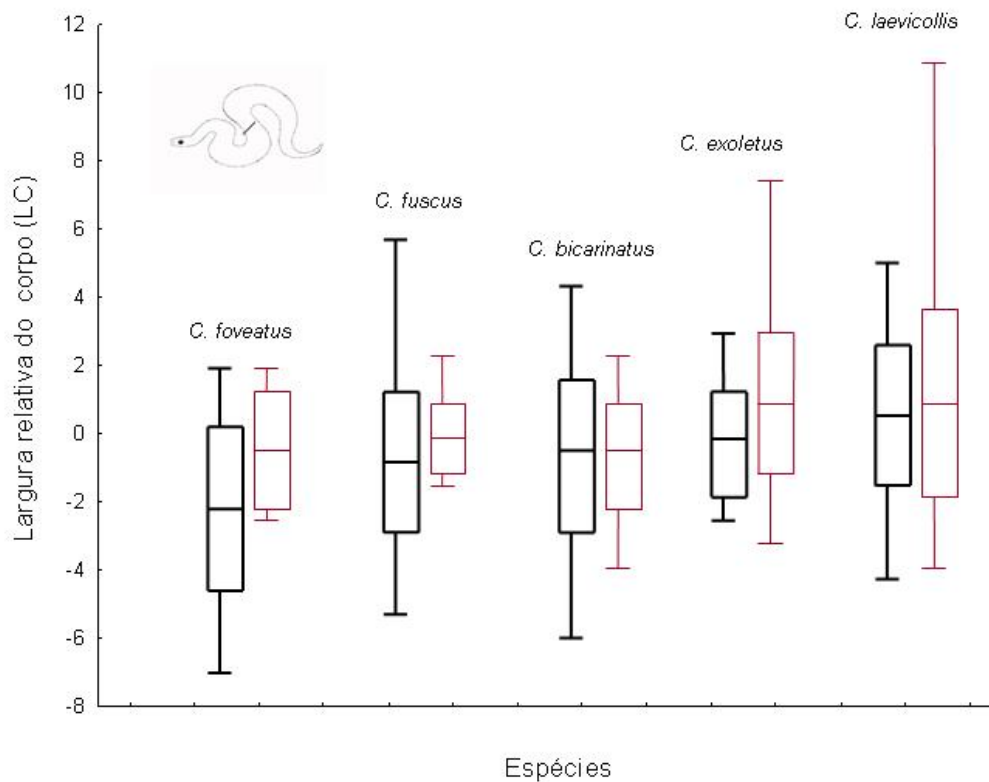 C. laevicollis
C. exoletus
C. fuscus
C. bicarinatus
C. foveatus
Largura relativa do corpo (LC)
12
10
8
6
4
2
0
-2
-4
-6
-8
Espécies